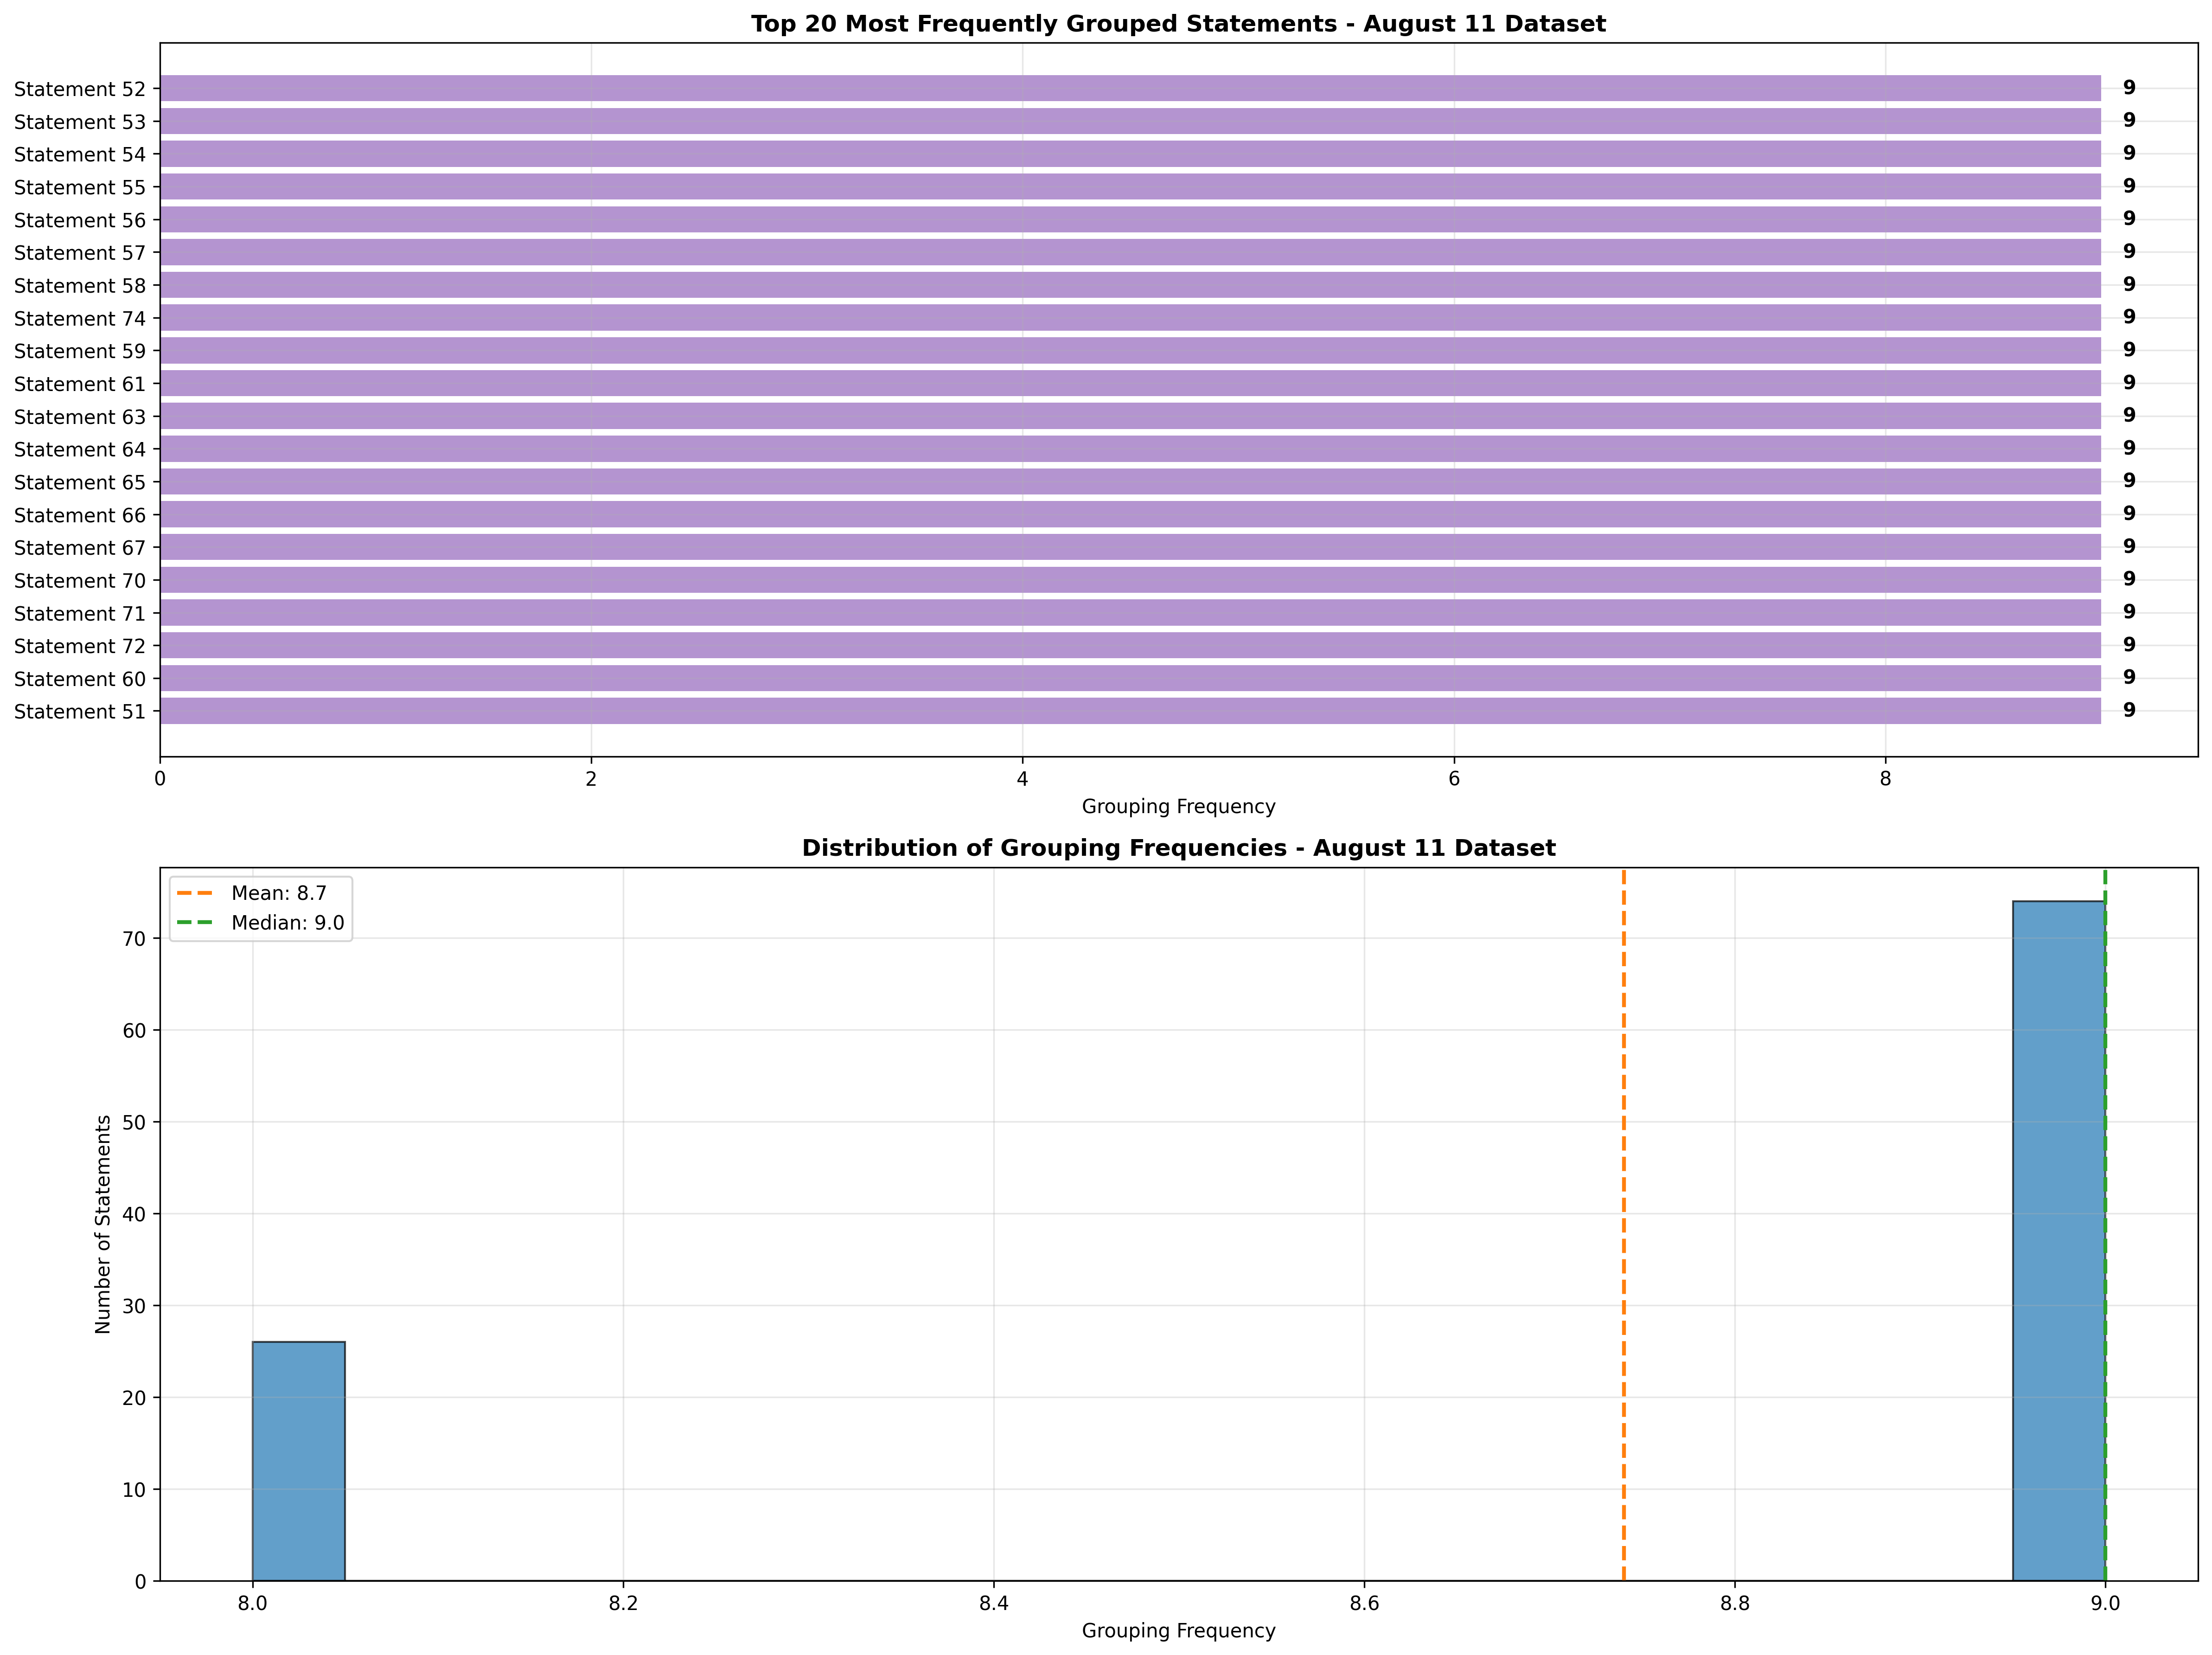 Top 20 Most Frequently Grouped Statements - August 11 Dataset
Statement 52 9
Statement 53 9
Statement 54 9
Statement 55 9
Statement 56 9
Statement 57 9
Statement 58 9
Statement 74 9
Statement 59 9
Statement 61 9
Statement 63 9
Statement 64 9
Statement 65 9
Statement 66 9
Statement 67 9
Statement 70 9
Statement 71 9
Statement 72 9
Statement 60 9
Statement 51 9
0 2 4 6 8
Grouping Frequency
Distribution of Grouping Frequencies - August 11 Dataset
Mean: 8.7
Median: 9.0
Number of Statements
70
60
50
40
30
20
10
0
8.0 8.2 8.4 8.6 8.8 9.0
Grouping Frequency